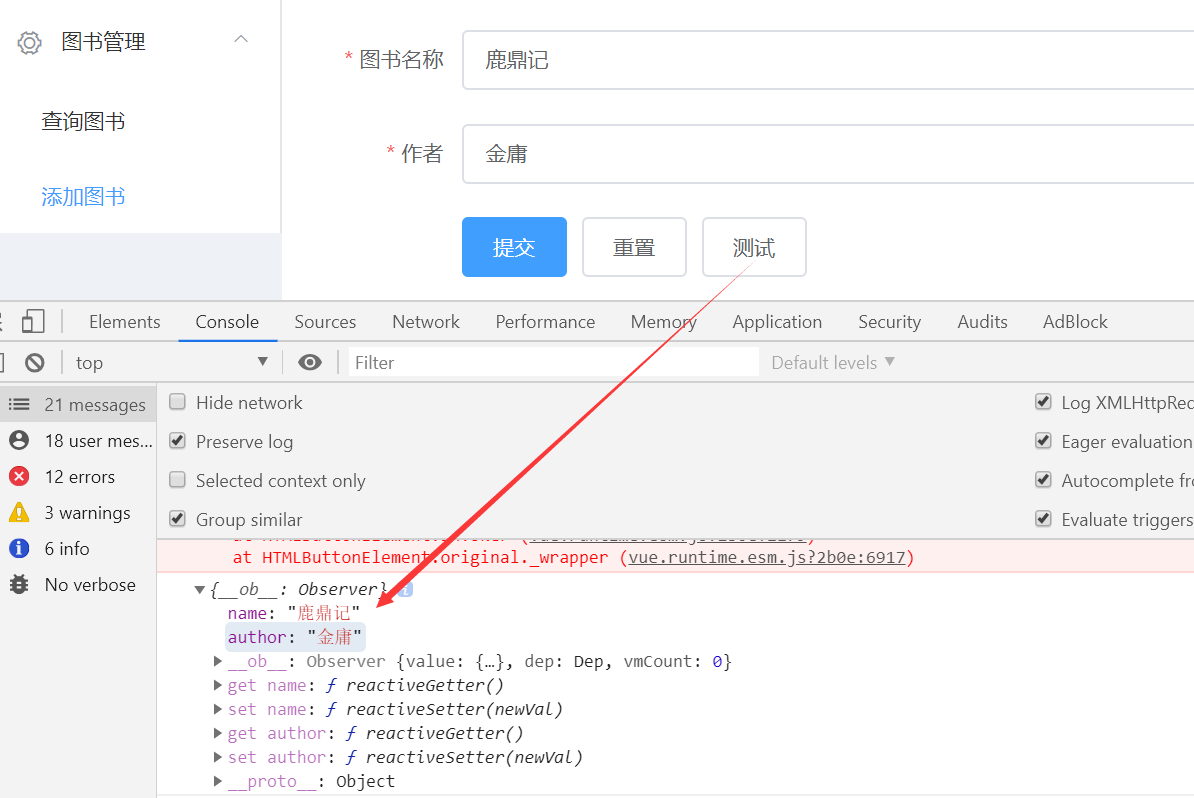 图书管理
查询图书
添加图书
* 图书名称 鹿鼎记
* 作者 金庸
提交 重置 测试
Elements Console Sources Network Performance Memory Application Security Audits AdBlock
top ▼ Filter Default levels ▼
21 messages
18 user mes...
12 errors
3 warnings
6 info
No verbose
Hide network
Preserve log
Selected context only
Group similar
Log XMLHttpRec
Eager evaluation
Autocomplete fr
Evaluate triggers
at HTMLButtonElement.original._wrapper (vue.runtime.esm.js?2b0e:6917)
▼{__ob__: Observer} i
name: "鹿鼎记"
author: "金庸"
▶__ob__: Observer {value: {…}, dep: Dep, vmCount: 0}
▶get name: ƒ reactiveGetter()
▶set name: ƒ reactiveSetter(newVal)
▶get author: ƒ reactiveGetter()
▶set author: ƒ reactiveSetter(newVal)
▶__proto__: Object